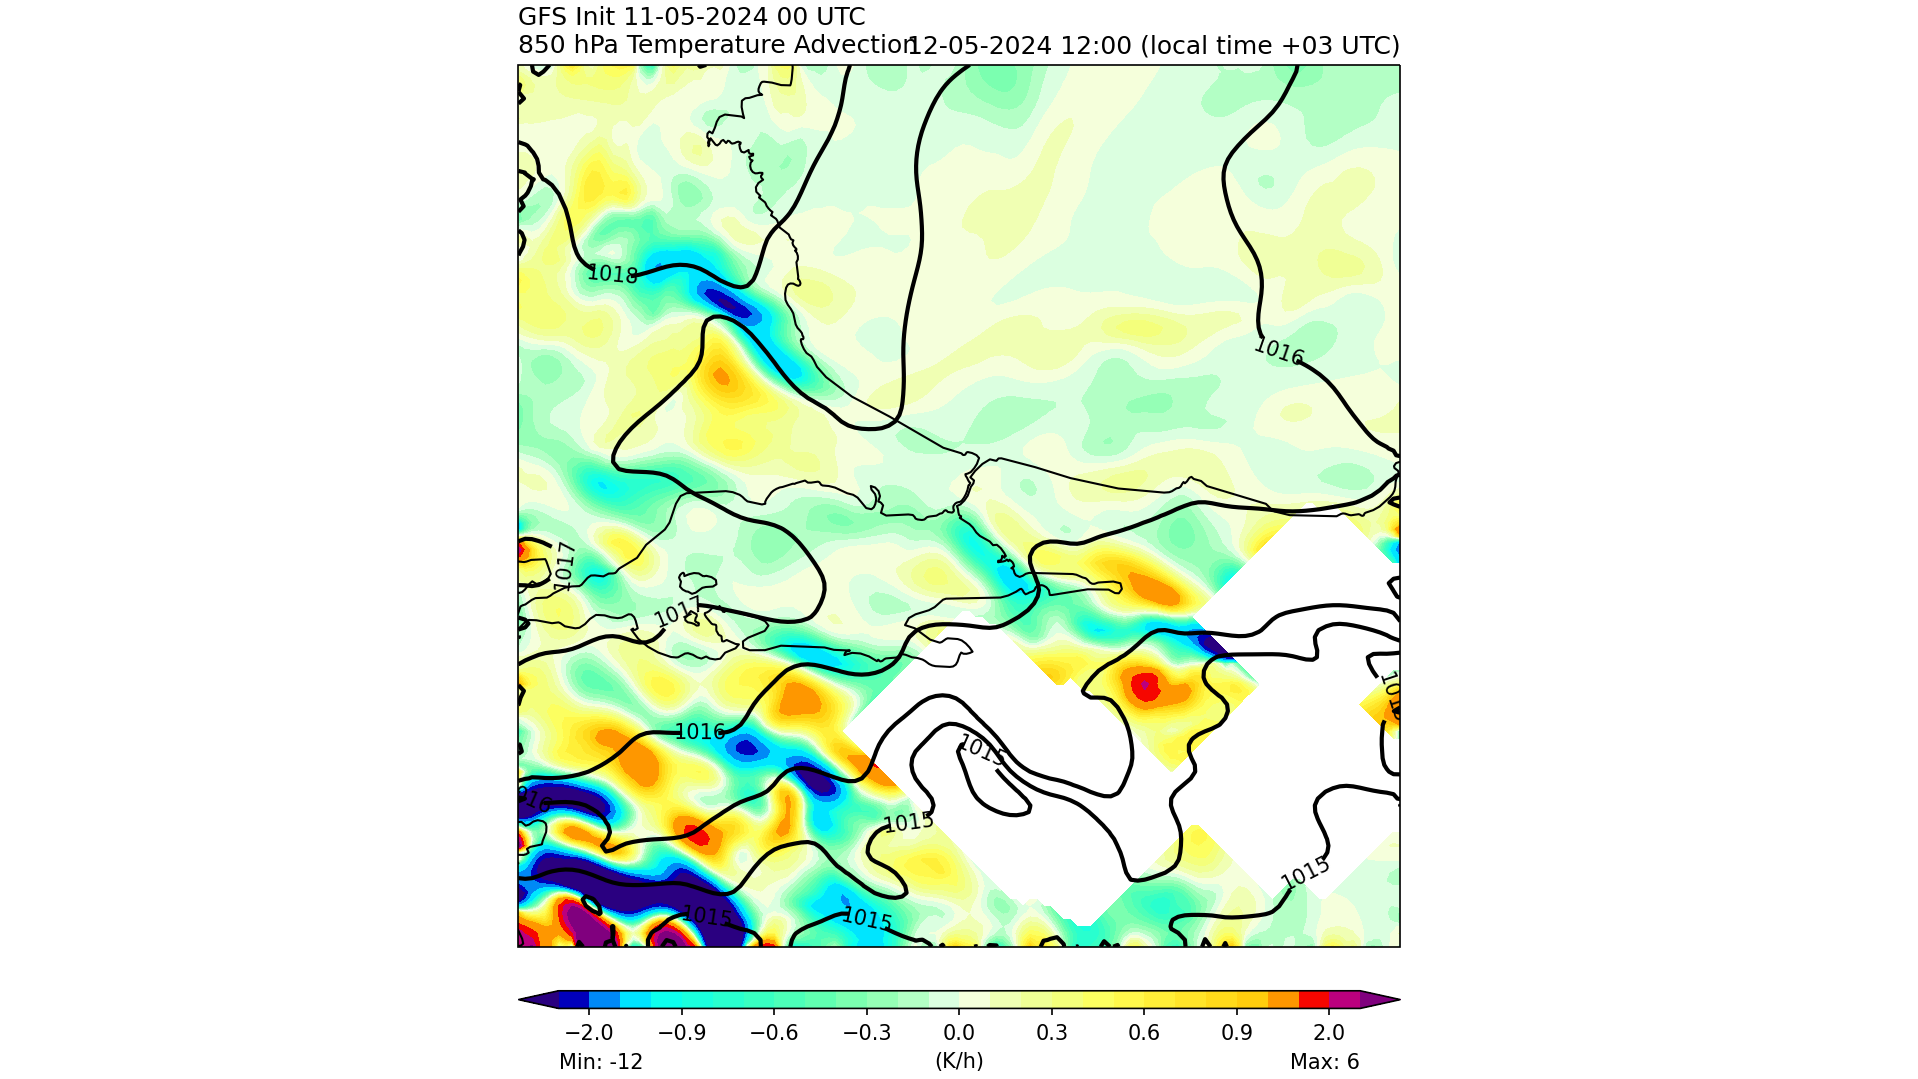 GFS Init 11-05-2024 00 UTC
850 hPa Temperature Advection
12-05-2024 12:00 (local time +03 UTC)
1018
1016
1017
1017
1016
1015
1015
1015
1015
1015
−2.0 −0.9 −0.6 −0.3 0.0 0.3 0.6 0.9 2.0
Min: -12 (K/h) Max: 6